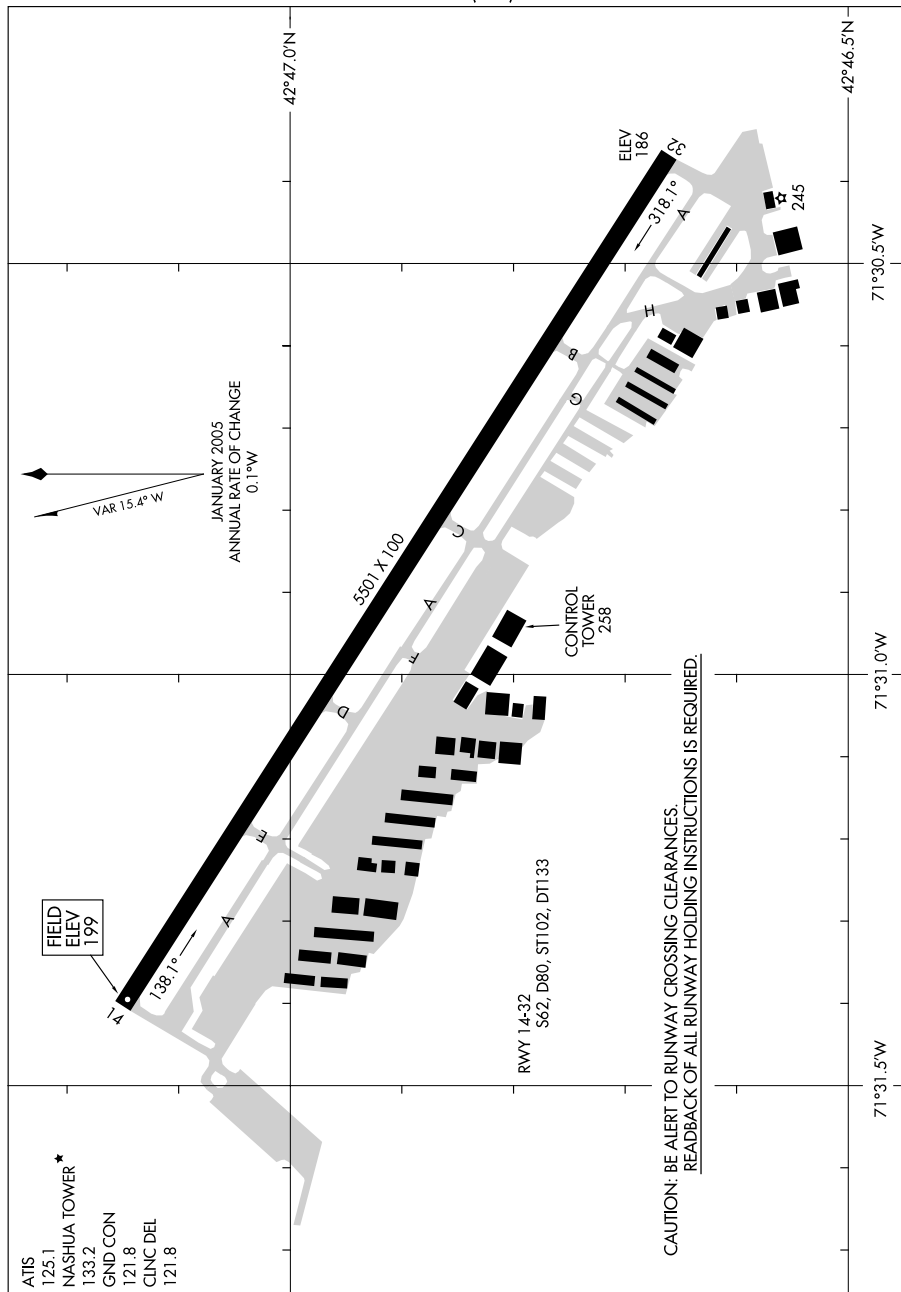 ATIS
125.1
NASHUA TOWER ★
133.2
GND CON
121.8
CLNC DEL
121.8
FIELD
ELEV
199
14
138.1°
A
E
D
F
A
C
5501 X 100
G
B
H
A
318.1°
32
ELEV
186
245
VAR 15.4° W
JANUARY 2005
ANNUAL RATE OF CHANGE
0.1°W
CONTROL
TOWER
258
RWY 14-32
S62, D80, ST102, DT133
CAUTION: BE ALERT TO RUNWAY CROSSING CLEARANCES.
READBACK OF ALL RUNWAY HOLDING INSTRUCTIONS IS REQUIRED.
42°47.0'N
42°46.5'N
71°30.5'W
71°31.0'W
71°31.5'W